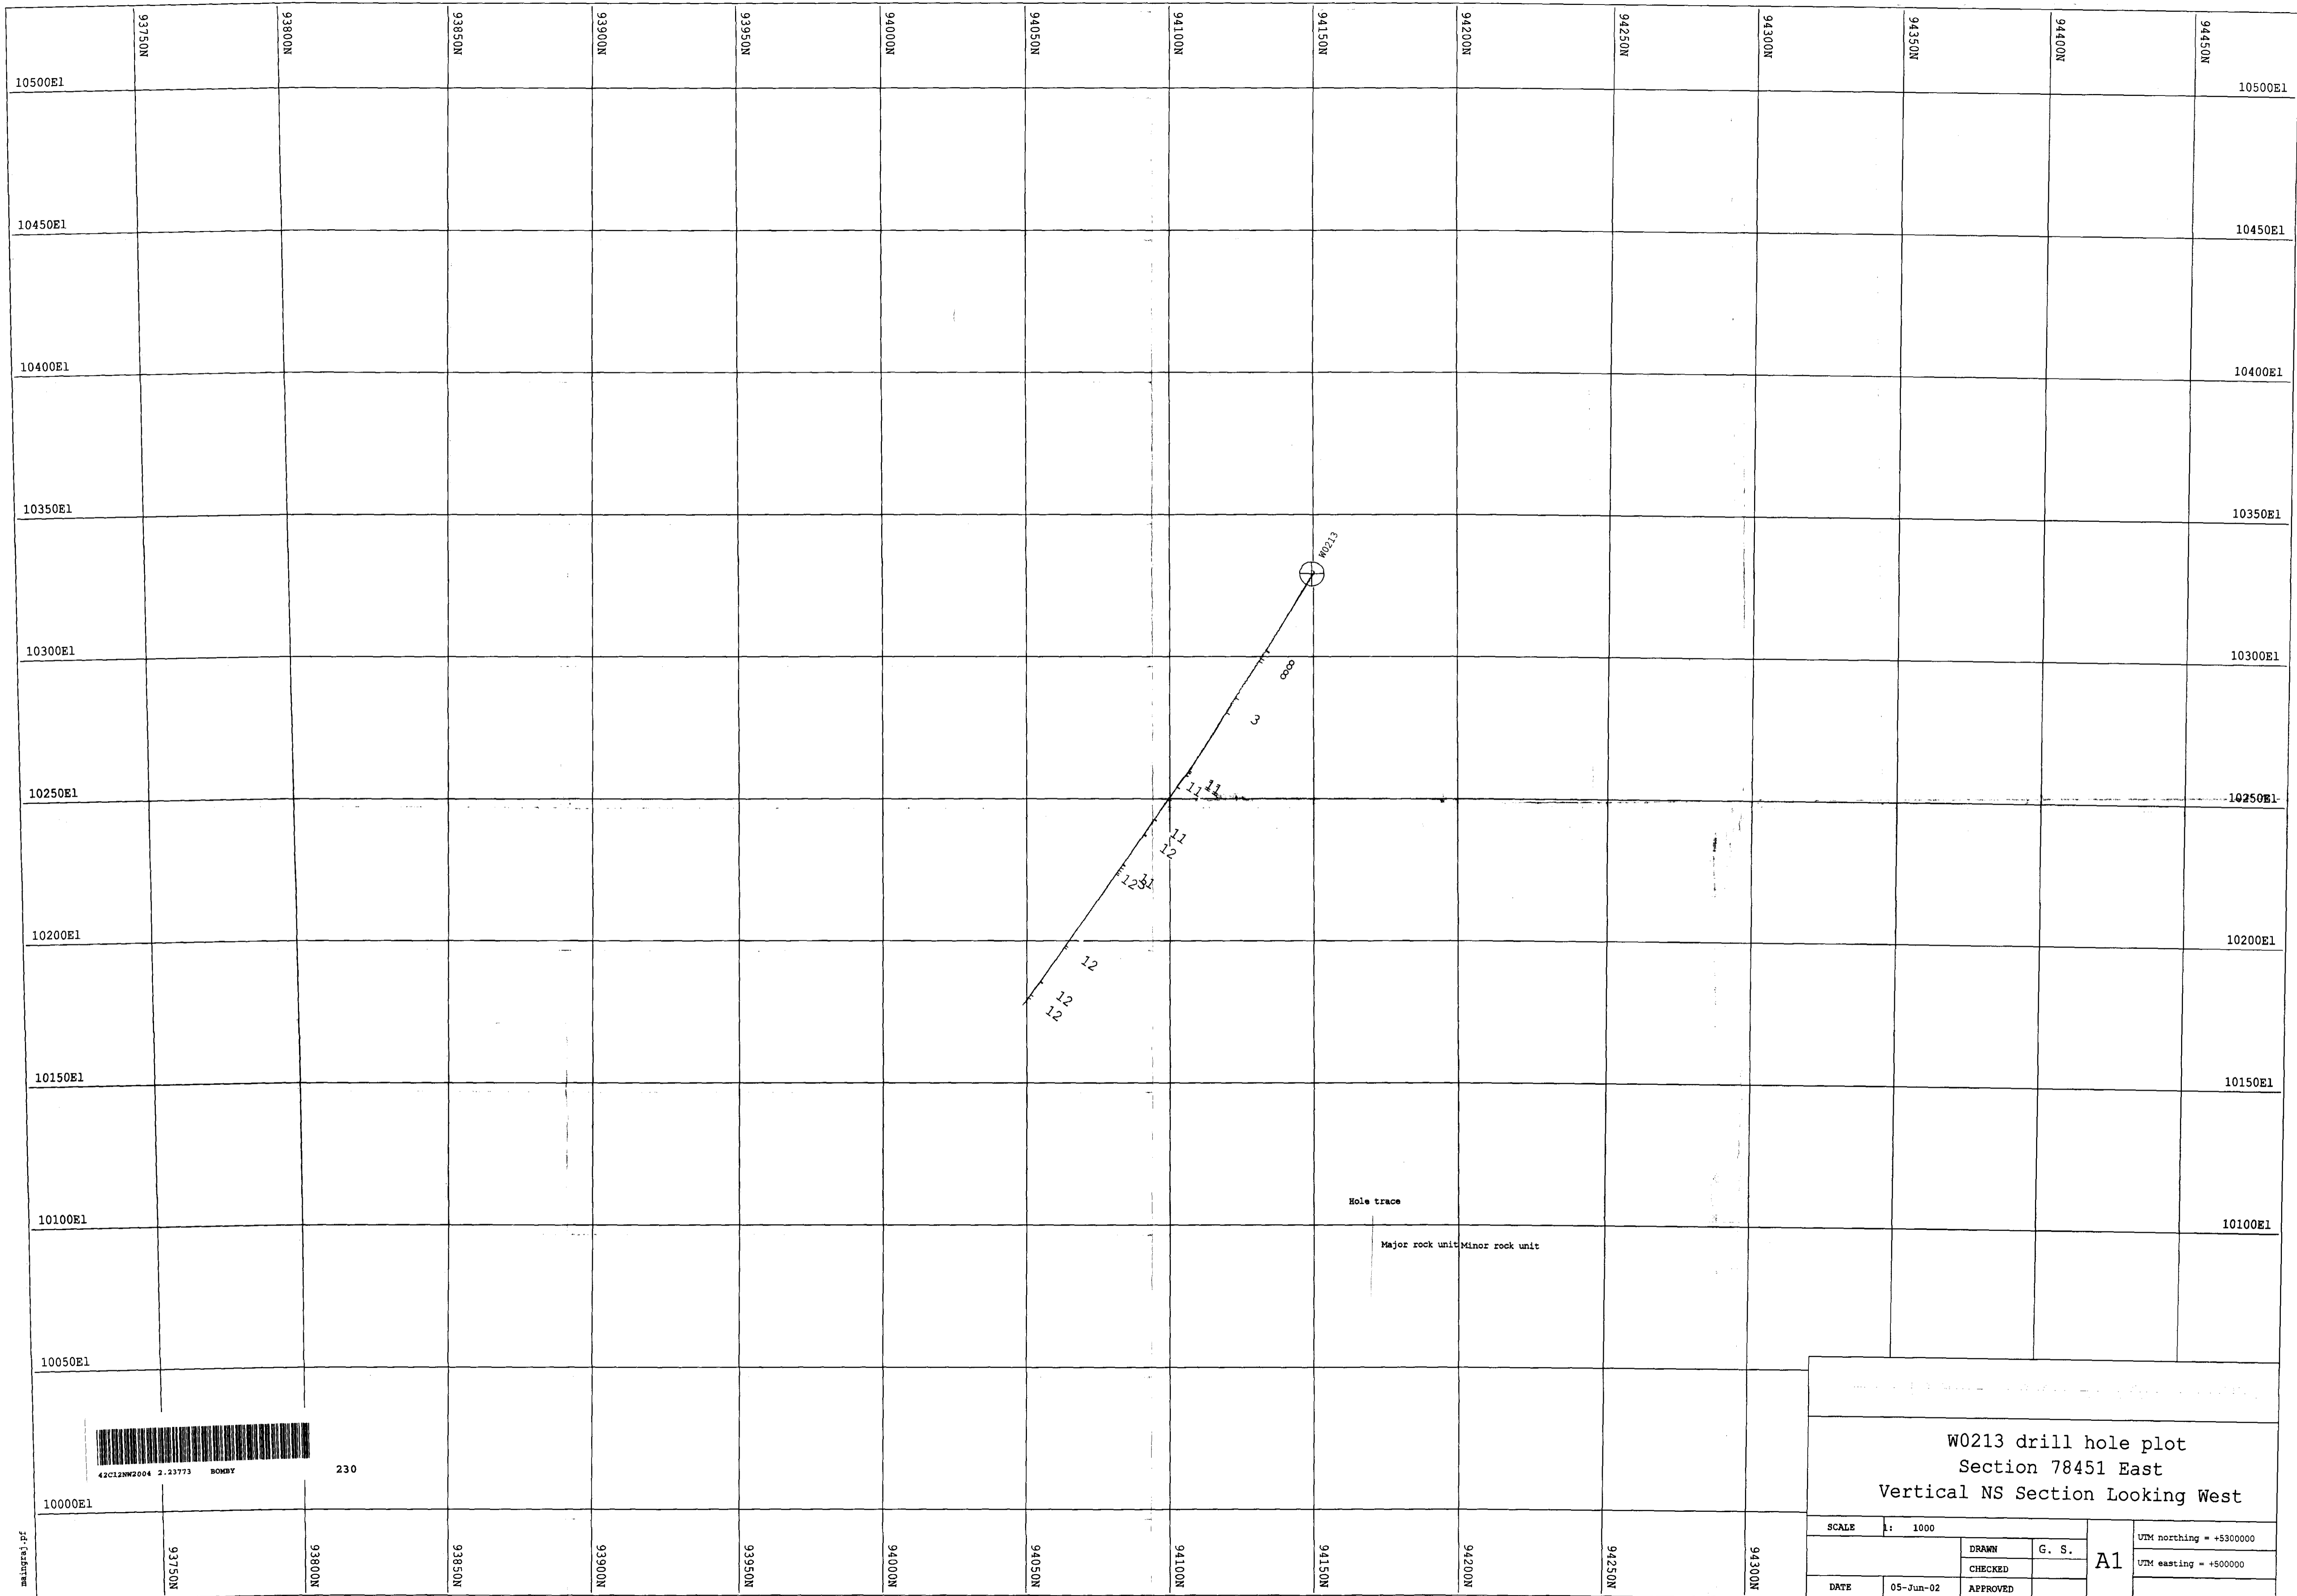 93750N 93800N 93850N 93900N 93950N 94000N 94050N 94100N 94150N 94200N 94250N 94300N 94350N 94400N 94450N
10500El 10500El
10450El 10450El
10400El 10400El
10350El 10350El
W0213
10300El 10300El
8
8
3
11
11
10250El 10250El
11
12
11
123
10200El 10200El
12
12
12
10150El 10150El
Hole trace
10100El 10100El
Major rock unit Minor rock unit
10050El
42C12NW2004 2.23773 BOMBY 230
10000El
maingraj.pf
93750N 93800N 93850N 93900N 93950N 94000N 94050N 94100N 94150N 94200N 94250N 94300N
W0213 drill hole plot
Section 78451 East
Vertical NS Section Looking West
SCALE 1: 1000
DRAWN G. S.
CHECKED
DATE 05-Jun-02 APPROVED
A1
UTM northing = +5300000
UTM easting = +500000